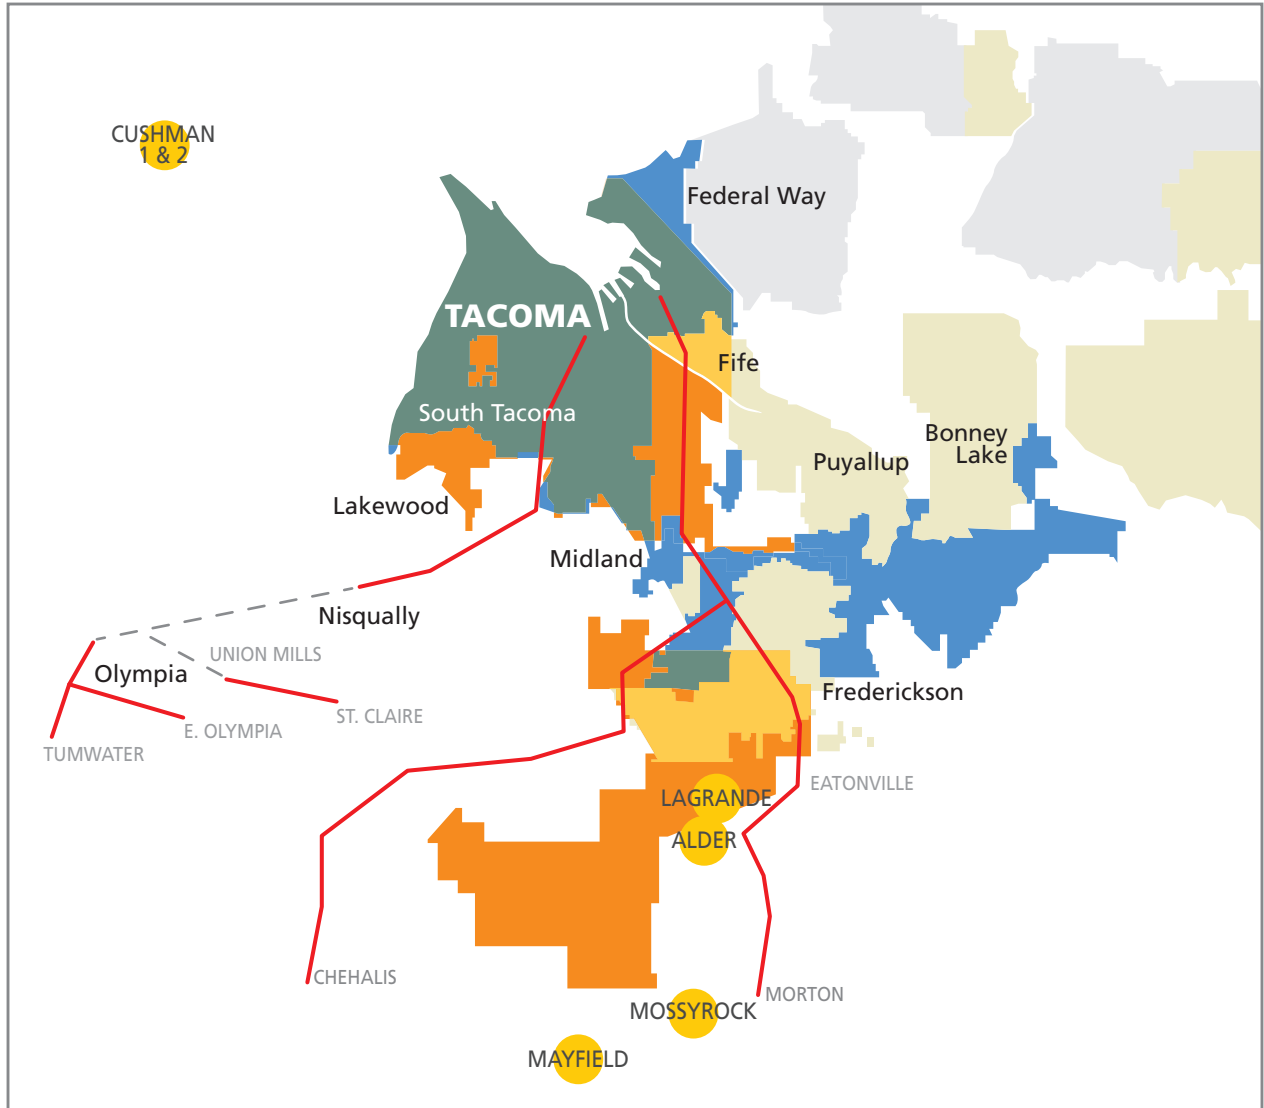 CUSHMAN
1 & 2
Federal Way
TACOMA
Fife
South Tacoma
Bonney
Lake
Puyallup
Lakewood
Midland
Nisqually
UNION MILLS
Olympia
Frederickson
ST. CLAIRE
E. OLYMPIA
TUMWATER
EATONVILLE
LAGRANDE
ALDER
CHEHALIS
MORTON
MOSSYROCK
MAYFIELD